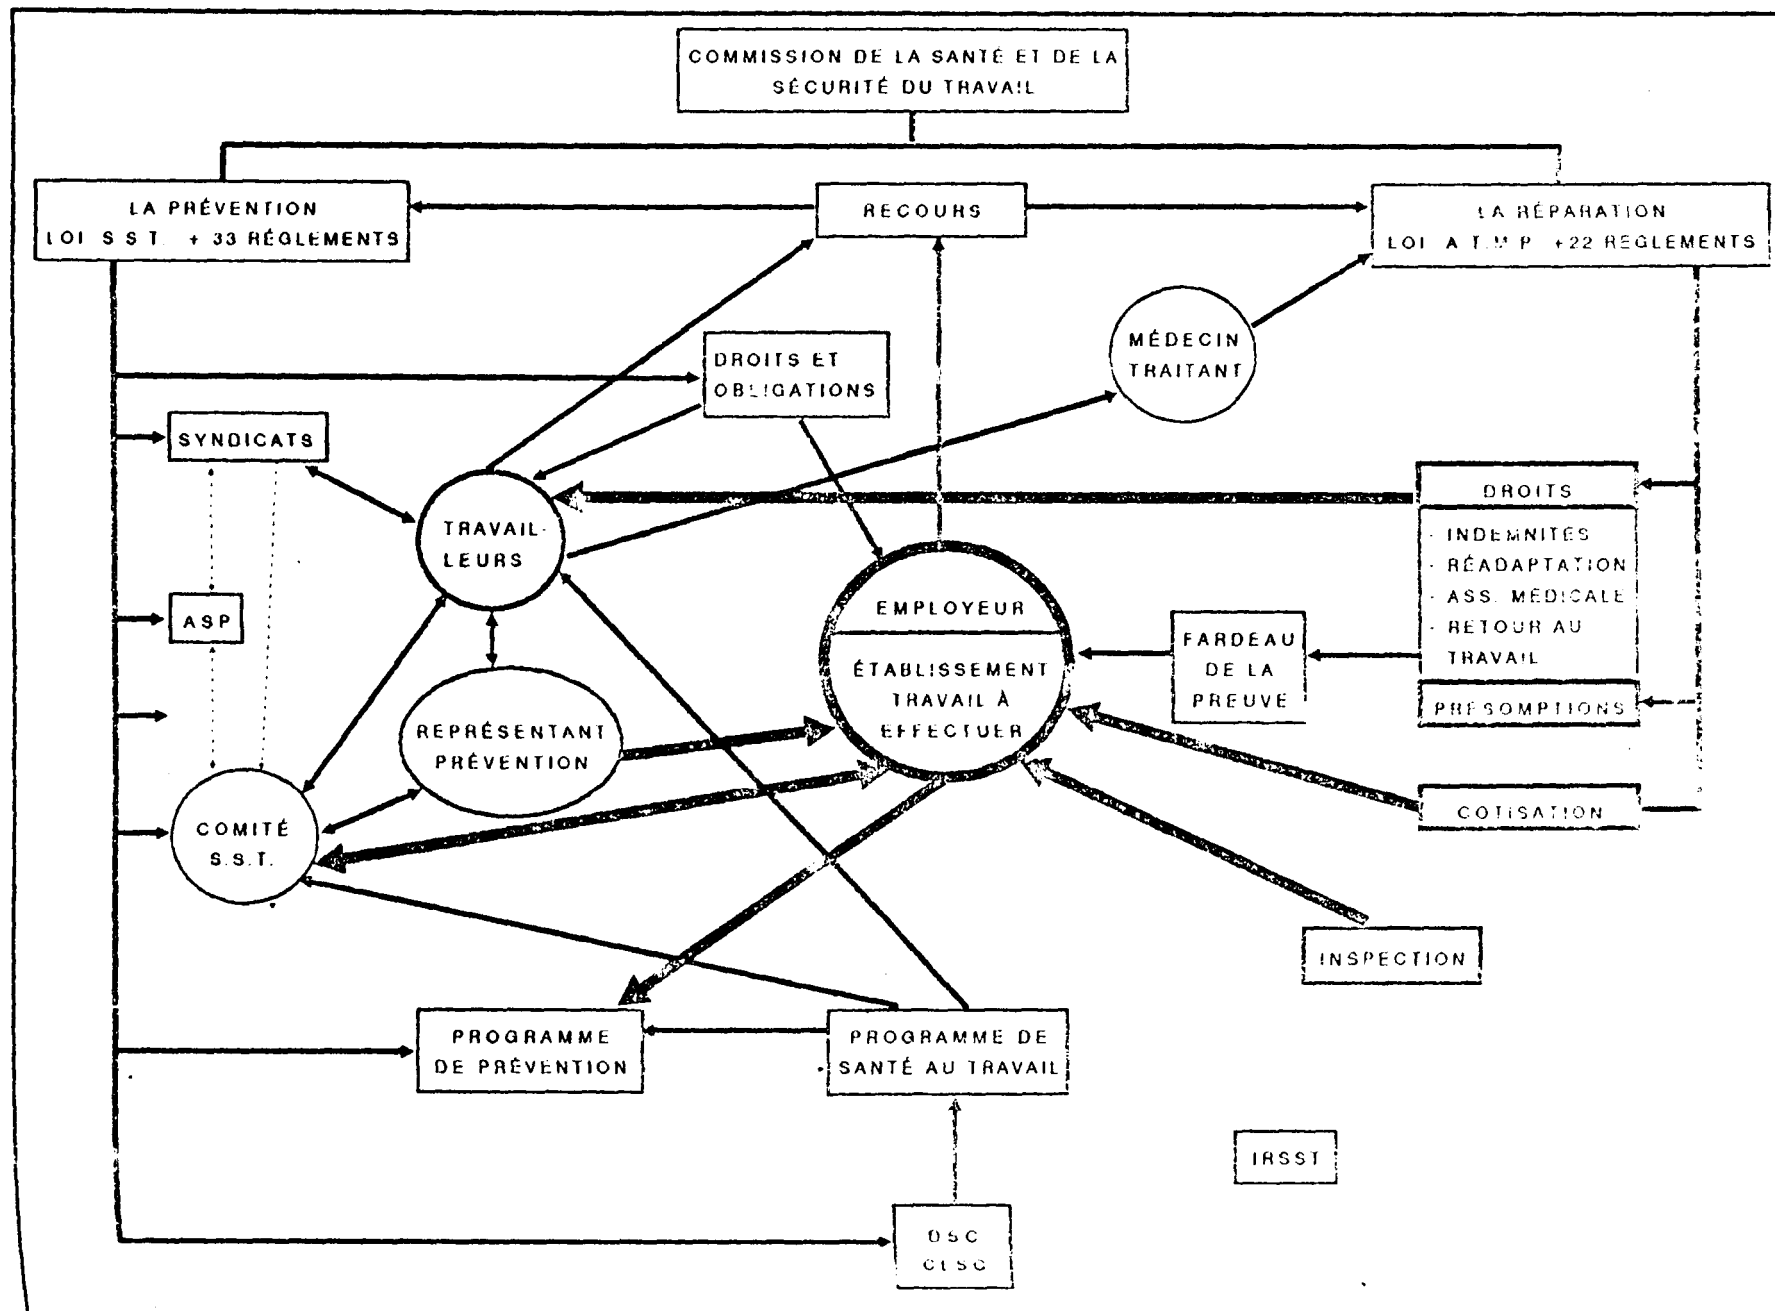 COMMISSION DE LA SANTÉ ET DE LA
SÉCURITÉ DU TRAVAIL
LA PRÉVENTION
LOI S.S.T. + 33 RÉGLEMENTS
RECOURS
LA RÉPARATION
LOI A.T.M.P. +22 REGLEMENTS
MÉDECIN
TRAITANT
DROITS ET
OBLIGATIONS
SYNDICATS
TRAVAIL-
LEURS
DROITS
- INDEMNITÉS
- RÉADAPTATION
- ASS. MÉDICALE
- RETOUR AU
TRAVAIL
PRÉSOMPTIONS
ASP
EMPLOYEUR
ÉTABLISSEMENT
TRAVAIL À
EFFECTUER
FARDEAU
DE LA
PREUVE
REPRÉSENTANT
PRÉVENTION
COMITÉ
S.S.T.
COTISATION
INSPECTION
PROGRAMME
DE PRÉVENTION
PROGRAMME DE
SANTÉ AU TRAVAIL
IRSST
DSC
CLSC